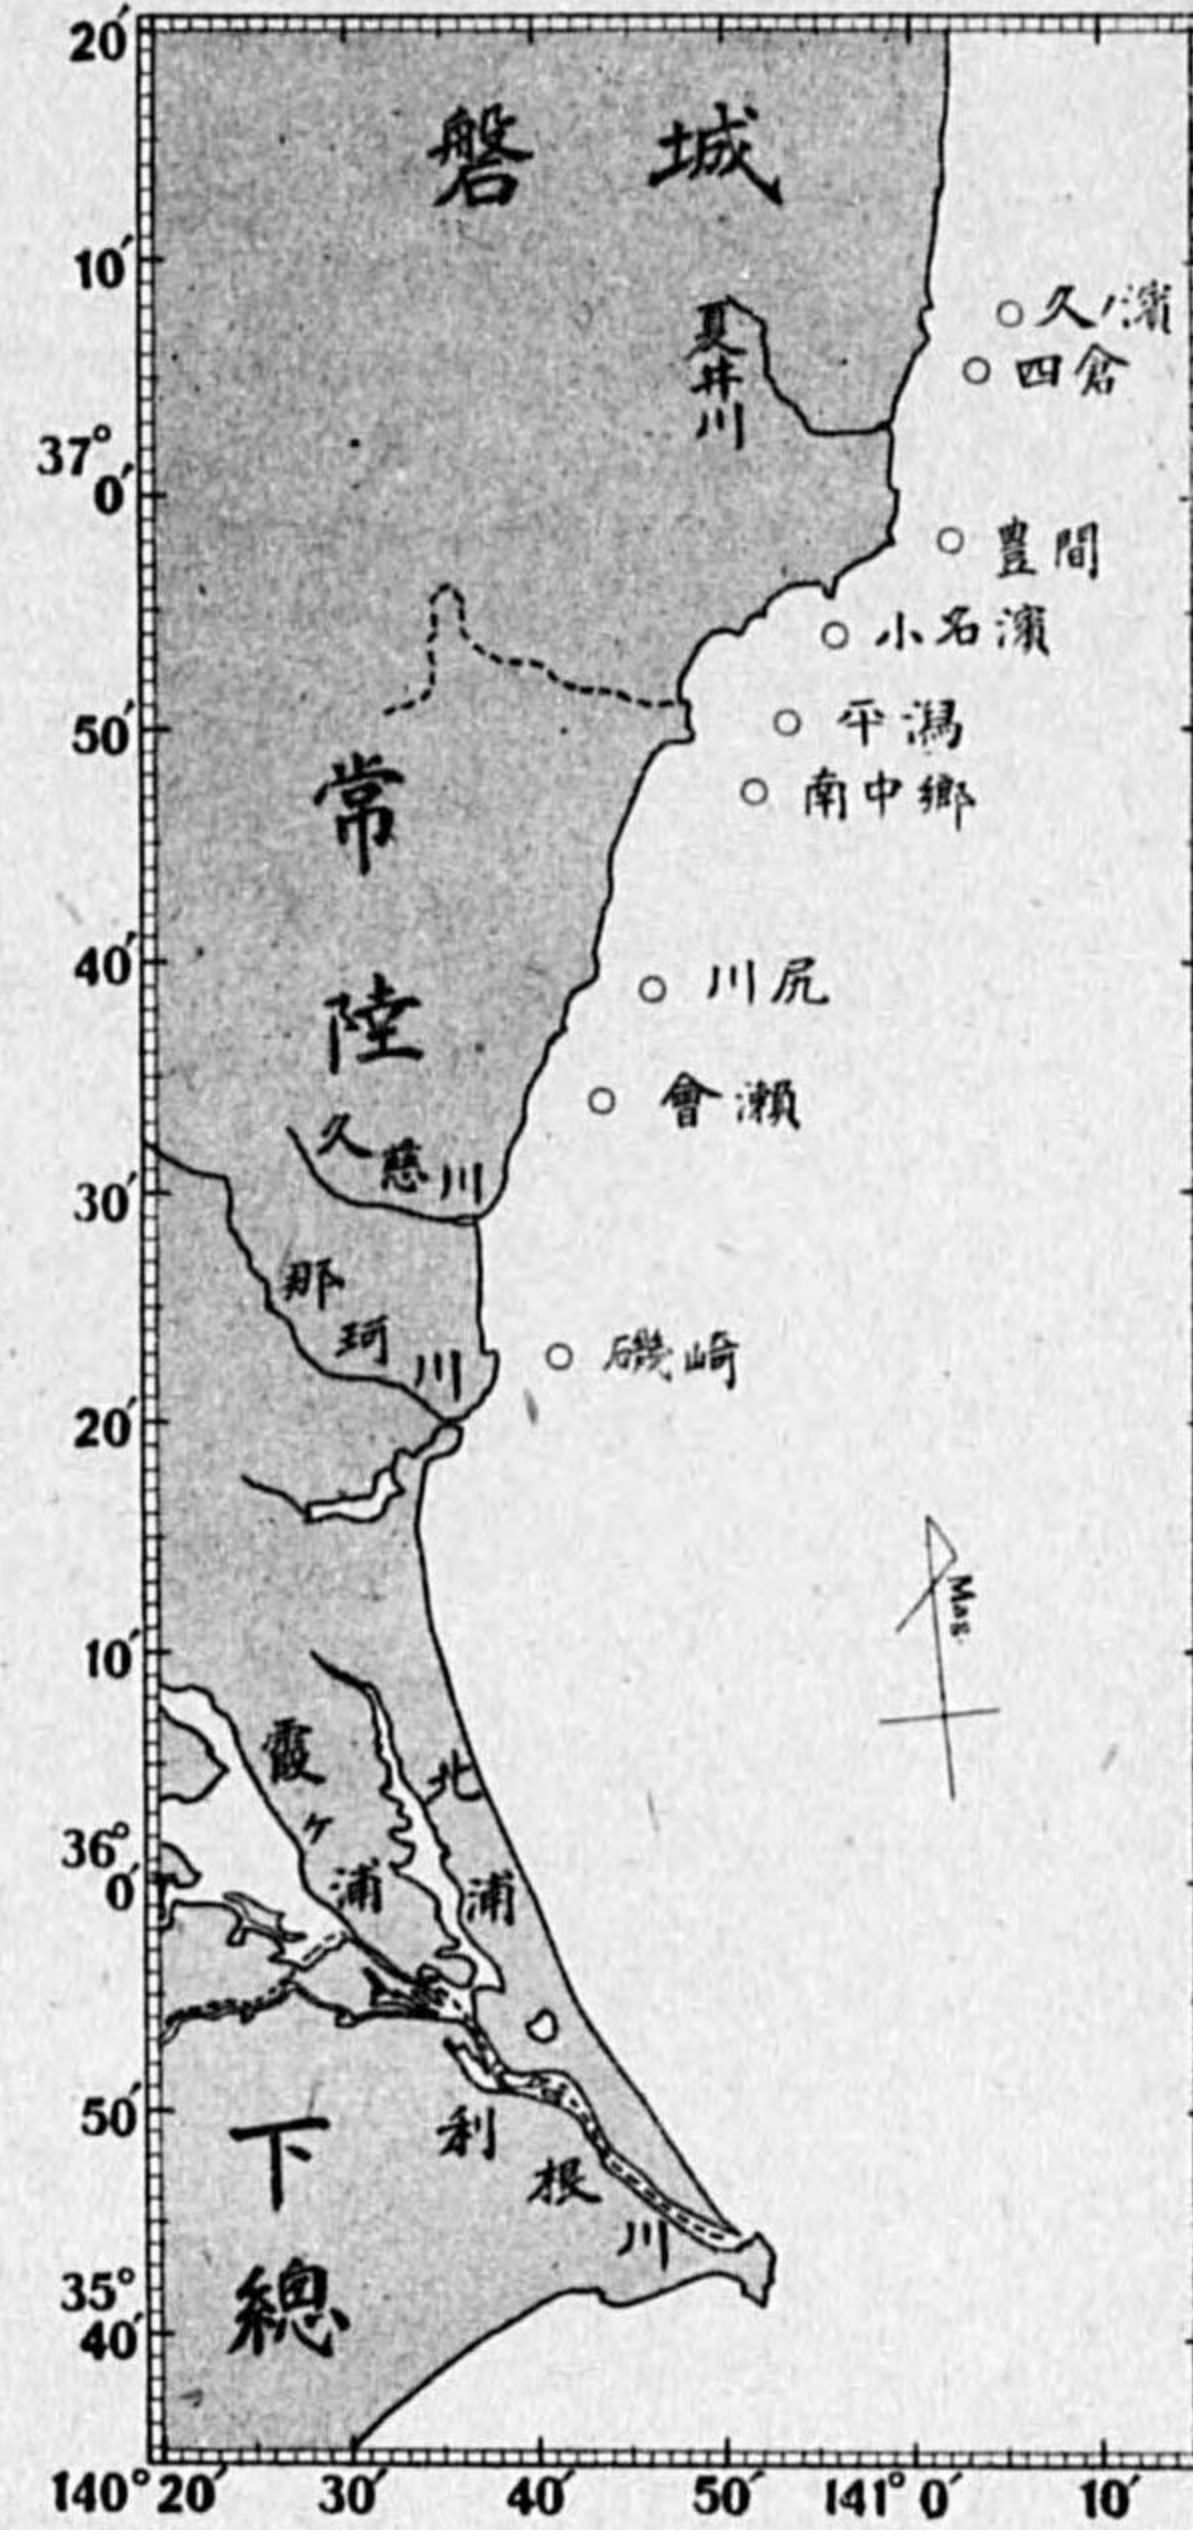 20′
磐城
10′
久ノ濱
四倉
夏井川
37°
0′
豊間
小名濱
50′
平潟
南中郷
常陸
40′
川尻
會瀬
久慈川
30′
那珂川
磯崎
20′
Mag.
10′
霞ヶ浦
北浦
36°
0′
50′
利根川
下總
35°
40′
140° 20′ 30′ 40′ 50′ 141° 0′ 10′